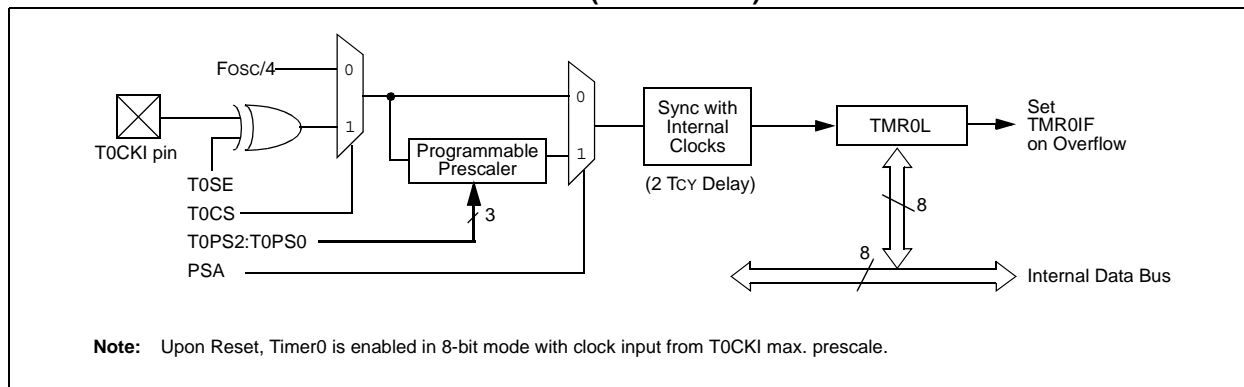 FOSC/4
0
1
T0CKI pin
T0SE
T0CS
T0PS2:T0PS0
PSA
Programmable
Prescaler
3
0
1
Sync with
Internal
Clocks
(2 TCY Delay)
TMR0L
Set
TMR0IF
on Overflow
8
8
Internal Data Bus
Note: Upon Reset, Timer0 is enabled in 8-bit mode with clock input from T0CKI max. prescale.